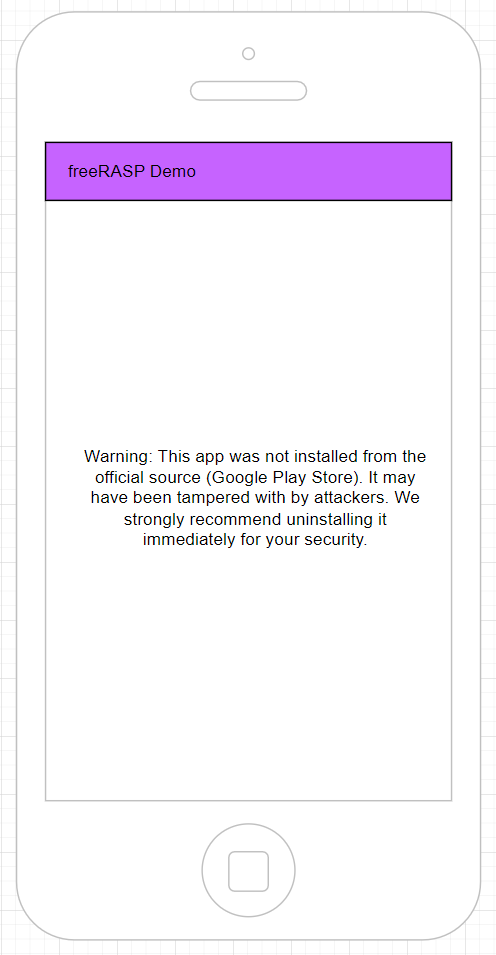 freeRASP Demo
Warning: This app was not installed from the
official source (Google Play Store). It may
have been tampered with by attackers. We
strongly recommend uninstalling it
immediately for your security.